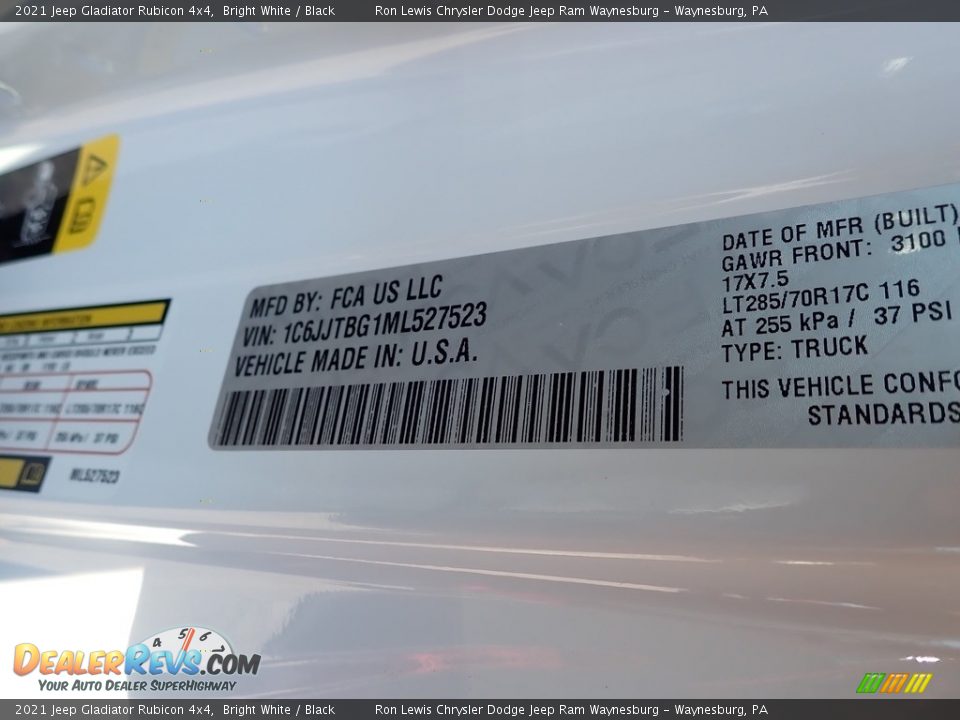 2021 Jeep Gladiator Rubicon 4x4, Bright White / Black Ron Lewis Chrysler Dodge Jeep Ram Waynesburg - Waynesburg, PA
MFD BY: FCA US LLC
VIN: 1C6JJTBG1ML527523
VEHICLE MADE IN: U.S.A.
DATE OF MFR (BUILT)
GAWR FRONT: 3100
17X7.5
LT285/70R17C 116
AT 255 kPa / 37 PSI
TYPE: TRUCK
THIS VEHICLE CONFO
STANDARDS
ML527523
4 5 6
DealerRevs.com
Your Auto Dealer SuperHighway
2021 Jeep Gladiator Rubicon 4x4, Bright White / Black Ron Lewis Chrysler Dodge Jeep Ram Waynesburg - Waynesburg, PA